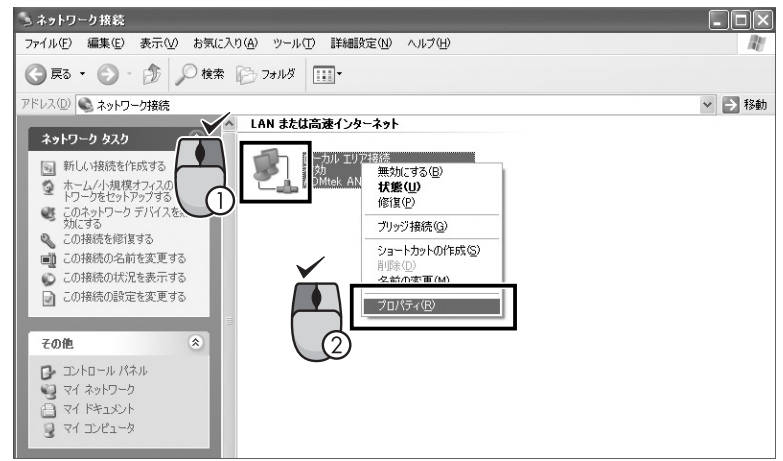 ネットワーク接続
ファイル(F) 編集(E) 表示(V) お気に入り(A) ツール(T) 詳細設定(N) ヘルプ(H)
戻る 検索 フォルダ
アドレス(D) ネットワーク接続 移動
ネットワーク タスク
新しい接続を作成する
ホーム/小規模オフィスの
トワークをセットアップする
このネットワーク デバイスを
効にする
この接続を修復する
この接続の名前を変更する
この接続の状況を表示する
この接続の設定を変更する
その他
コントロール パネル
マイ ネットワーク
マイ ドキュメント
マイ コンピュータ
LAN または高速インターネット
ーカル エリア接続
効
DMtek AN
無効にする(B)
状態(U)
修復(P)
ブリッジ接続(G)
ショートカットの作成(S)
削除(D)
名前の変更(M)
プロパティ(R)
1
2